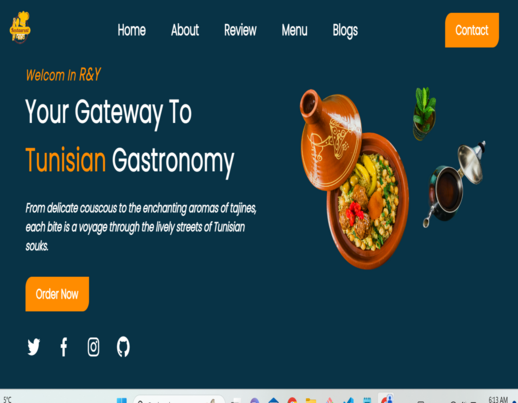 Home About Review Menu Blogs Contact
Welcom In R&Y
Your Gateway To
Tunisian Gastronomy
From delicate couscous to the enchanting aromas of tajines,
each bite is a voyage through the lively streets of Tunisian
souks.
Order Now
5°C
6:13 AM